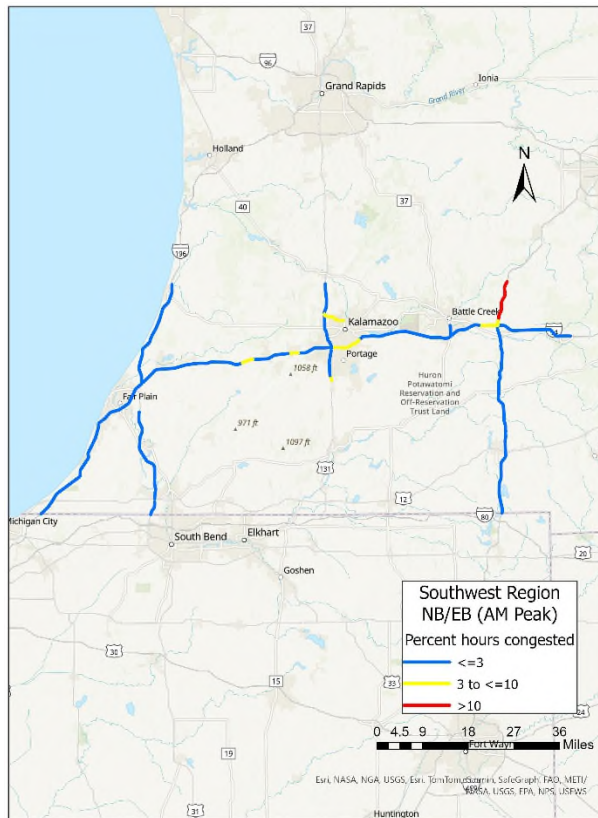 37
96
Ionia
Grand Rapids
Grand River
Holland
N
40
37
196
Battle Creek
Kalamazoo
Portage
1058 ft
Huron
Potawatomi
Reservation and
Off-Reservation
Trust Land
Fair Plain
971 ft
1097 ft
131
12
Michigan City
80
South Bend
Elkhart
20
Goshen
Southwest Region
NB/EB (AM Peak)
Percent hours congested
<=3
3 to <=10
>10
30
15
33
24
0 4.5 9 18 27 36
Miles
Fort Wayn
19
Esri, NASA, NGA, USGS, Esri, TomTom, Garmin, SafeGraph, FAO, METI/
NASA, USGS, EPA, NPS, USFWS
31
Huntington